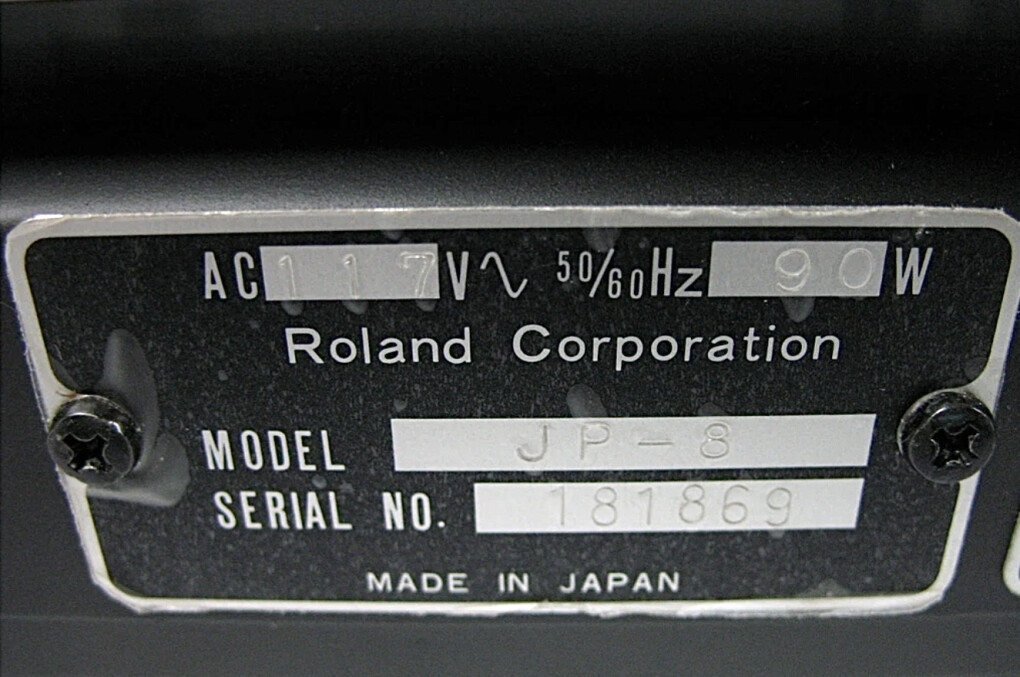 AC 117 V∿ 50/60Hz 90 W
Roland Corporation
MODEL JP-8
SERIAL NO. 181869
MADE IN JAPAN